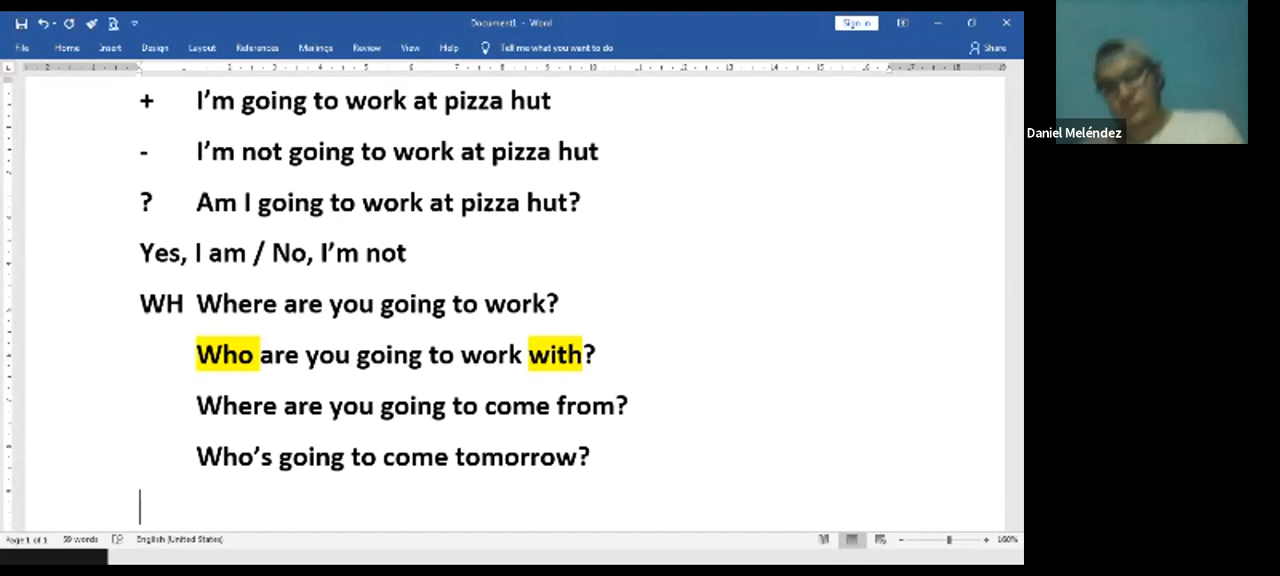 Document1 - Word
Sign in
File Home Insert Design Layout References Mailings Review View Help Tell me what you want to do Share
+ I'm going to work at pizza hut
- I'm not going to work at pizza hut
? Am I going to work at pizza hut?
Yes, I am / No, I'm not
WH Where are you going to work?
Who are you going to work with?
Where are you going to come from?
Who's going to come tomorrow?
Page 1 of 1 59 words English (United States) 160%
Daniel Meléndez